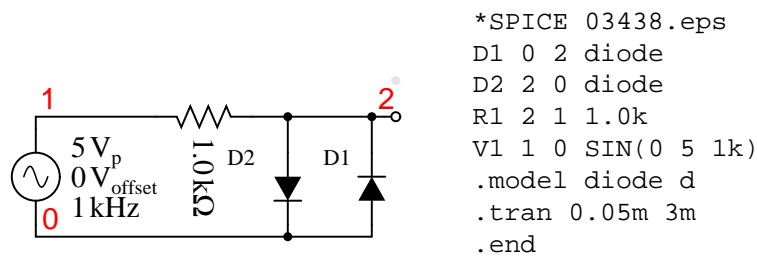 1
2
5 Vp
0 Voffset
1 kHz
0
1.0 kΩ
D2
D1
*SPICE 03438.eps
D1 0 2 diode
D2 2 0 diode
R1 2 1 1.0k
V1 1 0 SIN(0 5 1k)
.model diode d
.tran 0.05m 3m
.end